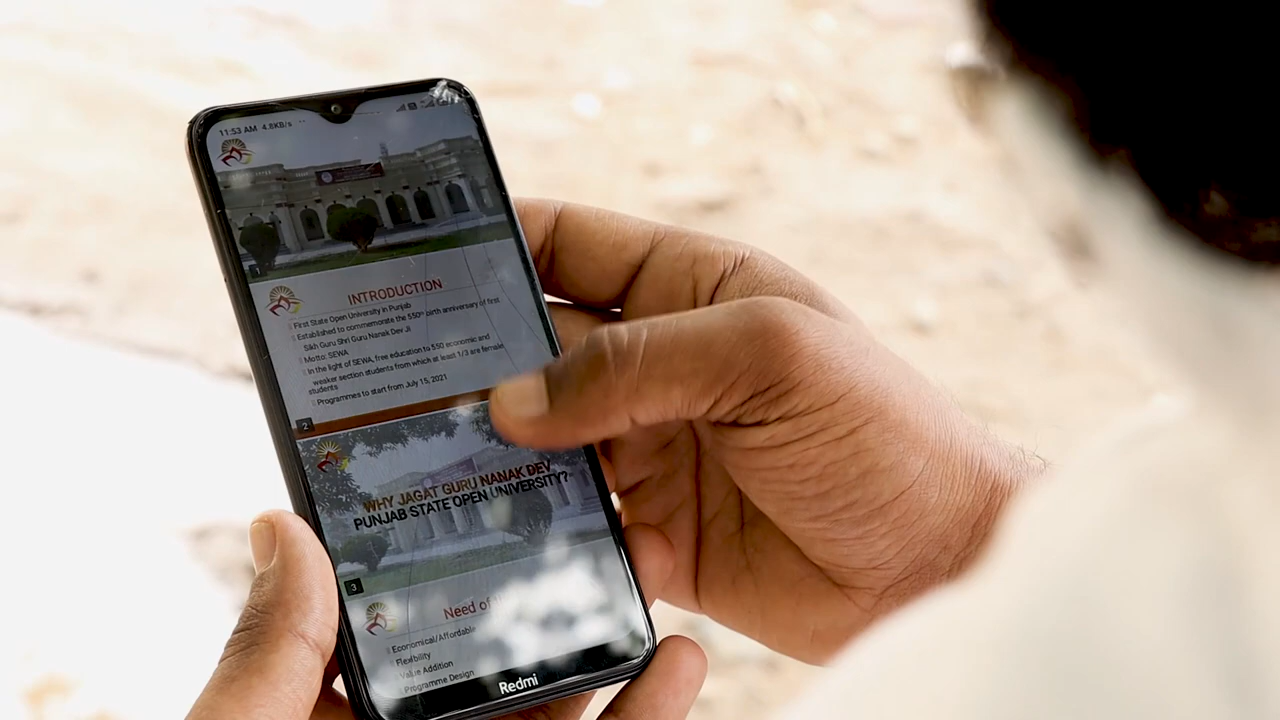 11:53 AM 4.8KB/s
INTRODUCTION
First State Open University in Punjab
Established to commemorate the 550th birth anniversary of first
Sikh Guru Shri Guru Nanak Dev Ji
Motto: SEWA
In the light of SEWA, free education to 550 economic and
weaker section students from which at least 1/3 are female
students
Programmes to start from July 15, 2021
2
WHY JAGAT GURU NANAK DEV
PUNJAB STATE OPEN UNIVERSITY?
3
Need of
Economical/Affordable
Flexibility
Value Addition
Programme Design
Redmi